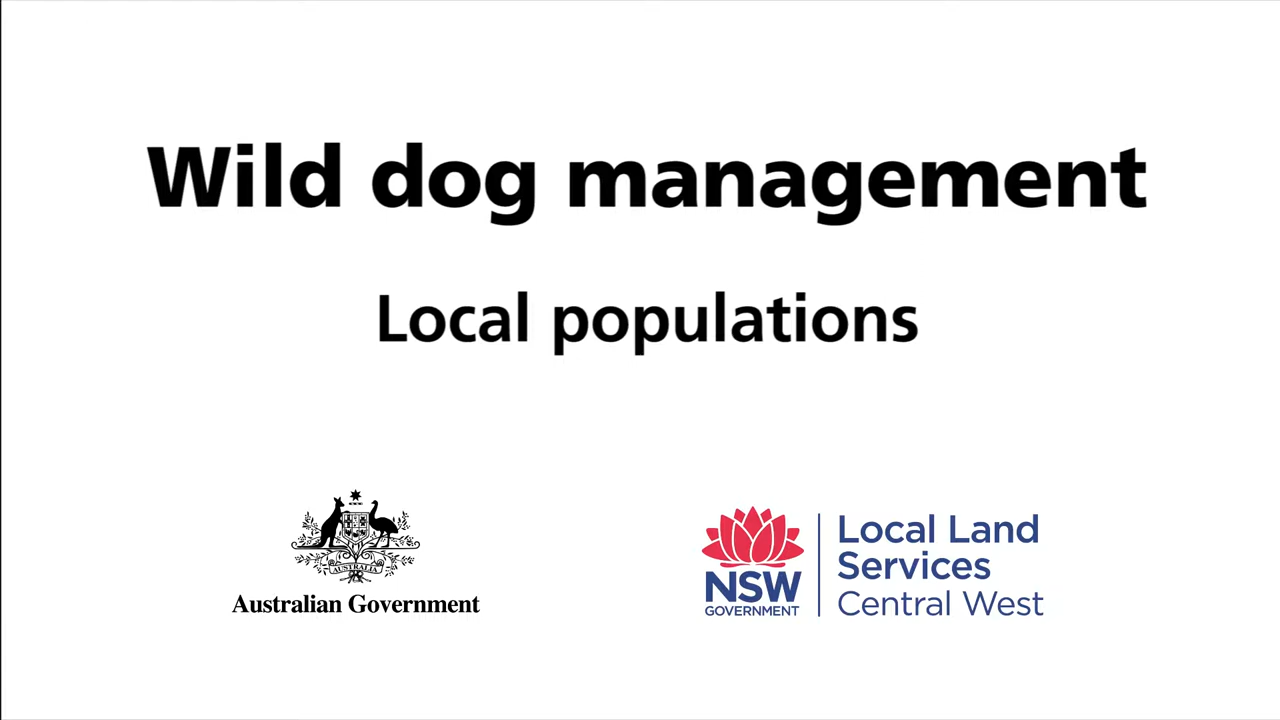 Wild dog management
Local populations
AUSTRALIA
Australian Government
NSW
GOVERNMENT
Local Land
Services
Central West